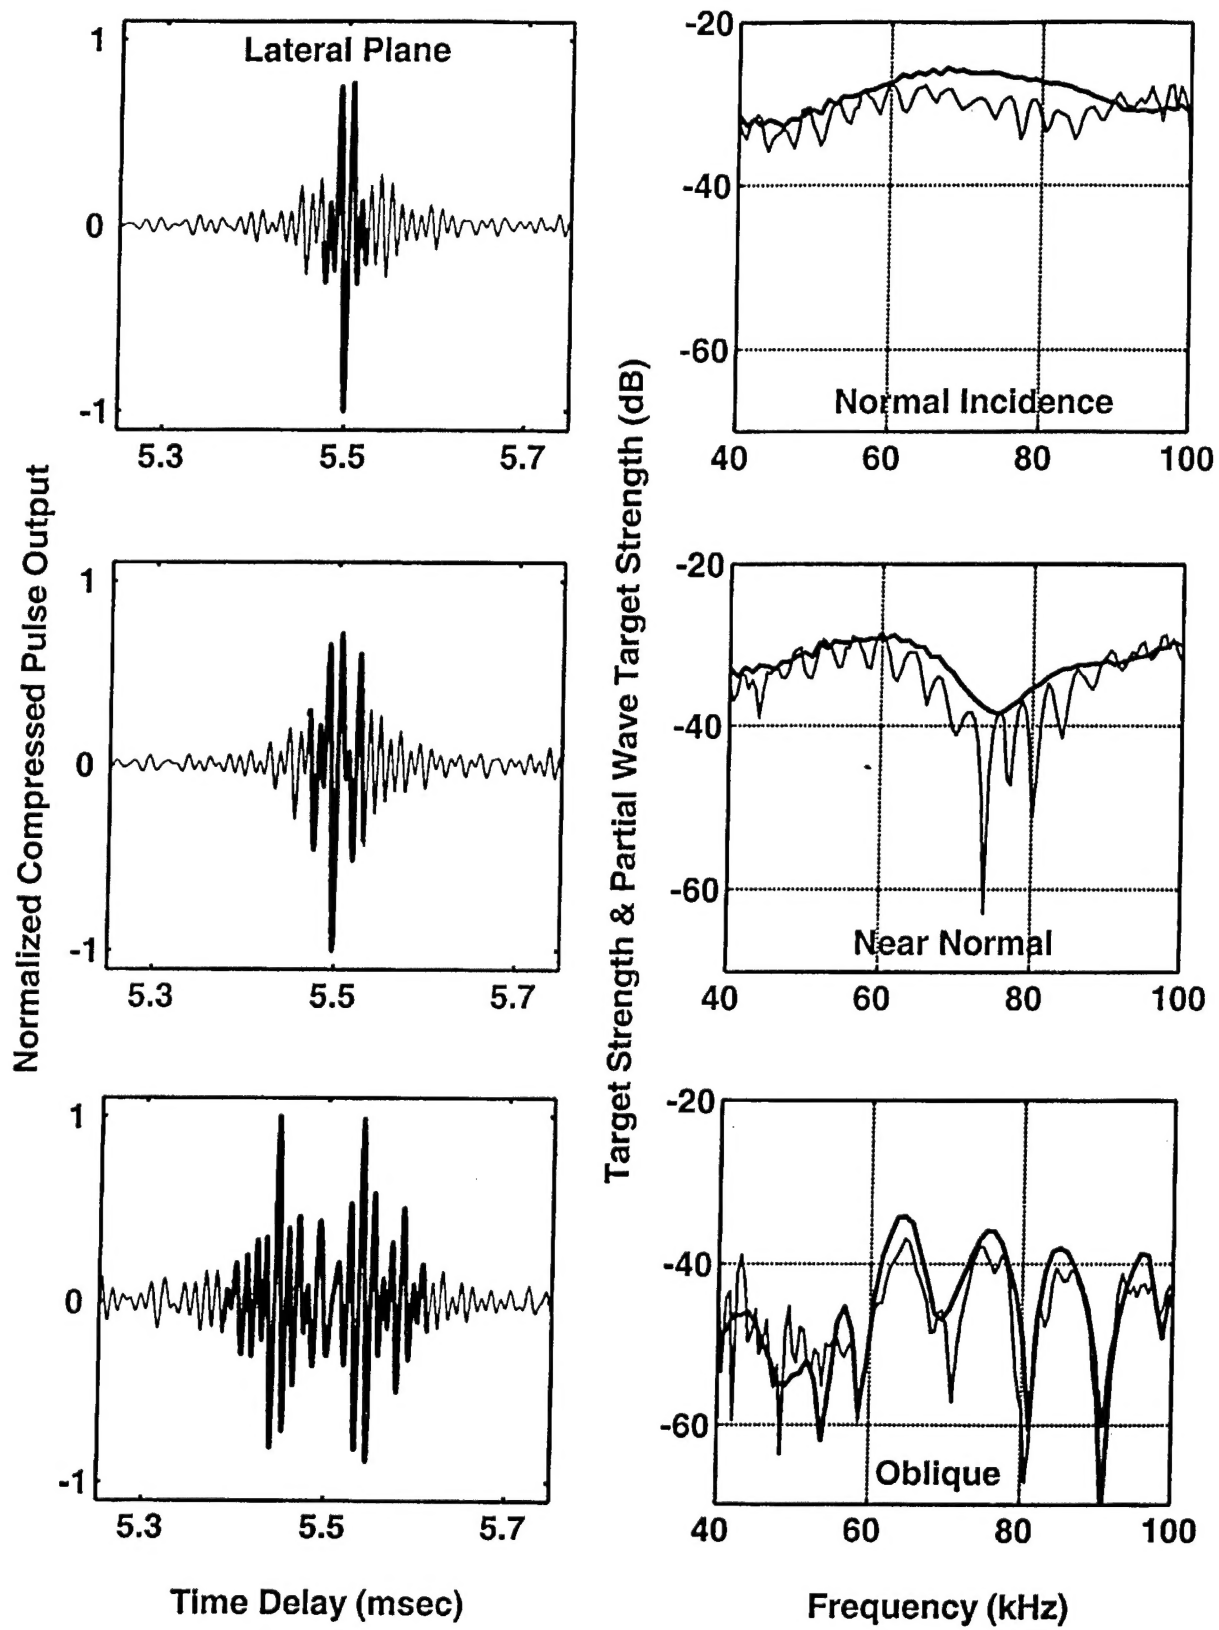 Normalized Compressed Pulse Output
Target Strength & Partial Wave Target Strength (dB)
Lateral Plane
1
0
-1
5.3 5.5 5.7
-20
-40
-60
Normal Incidence
40 60 80 100
1
0
-1
5.3 5.5 5.7
-20
-40
-60
Near Normal
40 60 80 100
1
0
-1
5.3 5.5 5.7
-20
-40
-60
Oblique
40 60 80 100
Time Delay (msec)
Frequency (kHz)